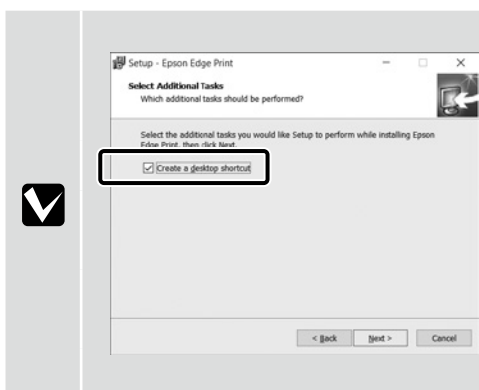 Setup - Epson Edge Print
Select Additional Tasks
Which additional tasks should be performed?
Select the additional tasks you would like Setup to perform while installing Epson
Edge Print, then click Next.
Create a desktop shortcut
< Back Next > Cancel